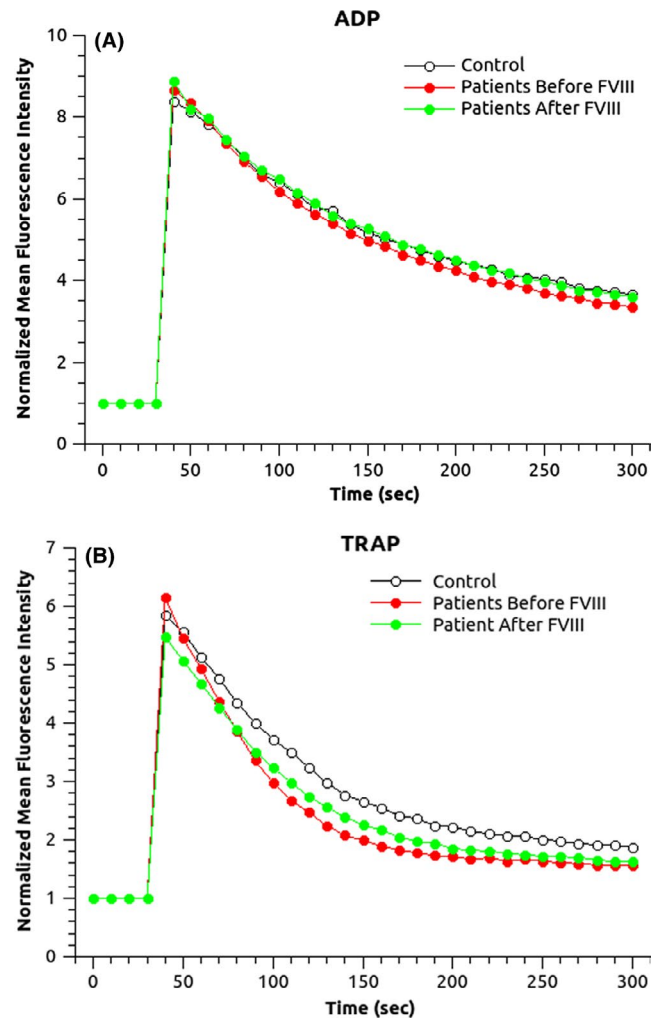 ADP
(A)
Control
Patients Before FVIII
Patients After FVIII
Normalized Mean Fluorescence Intensity
10
8
6
4
2
0
0 50 100 150 200 250 300
Time (sec)
TRAP
(B)
Control
Patients Before FVIII
Patient After FVIII
Normalized Mean Fluorescence Intensity
7
6
5
4
3
2
1
0
0 50 100 150 200 250 300
Time (sec)